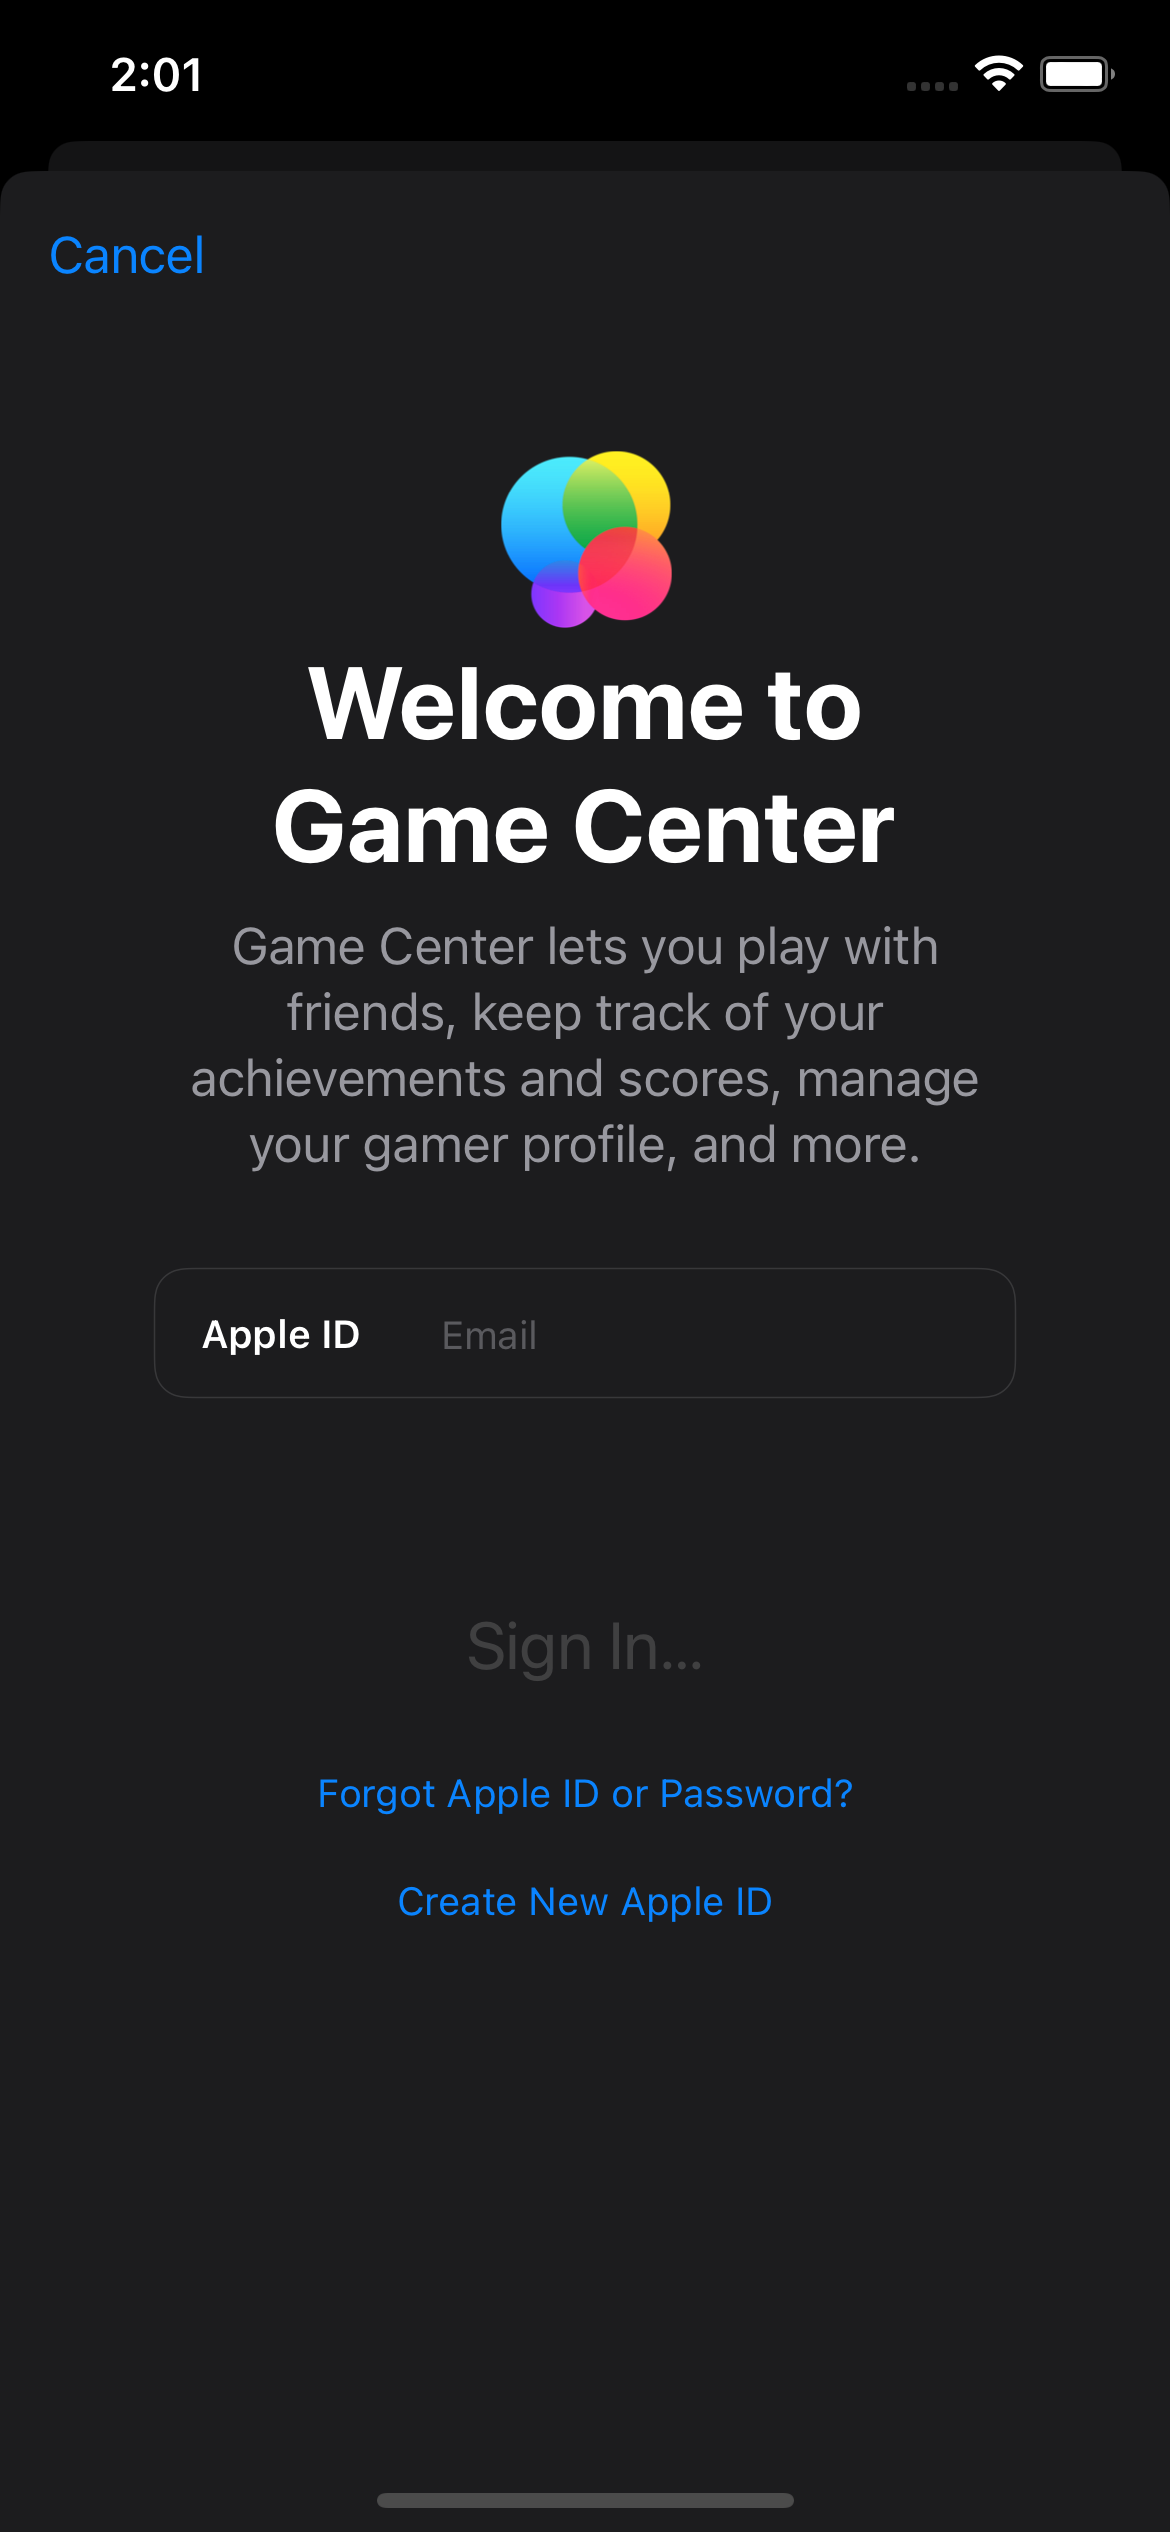 2:01
Cancel
Welcome to
Game Center
Game Center lets you play with
friends, keep track of your
achievements and scores, manage
your gamer profile, and more.
Apple ID Email
Sign In...
Forgot Apple ID or Password?
Create New Apple ID